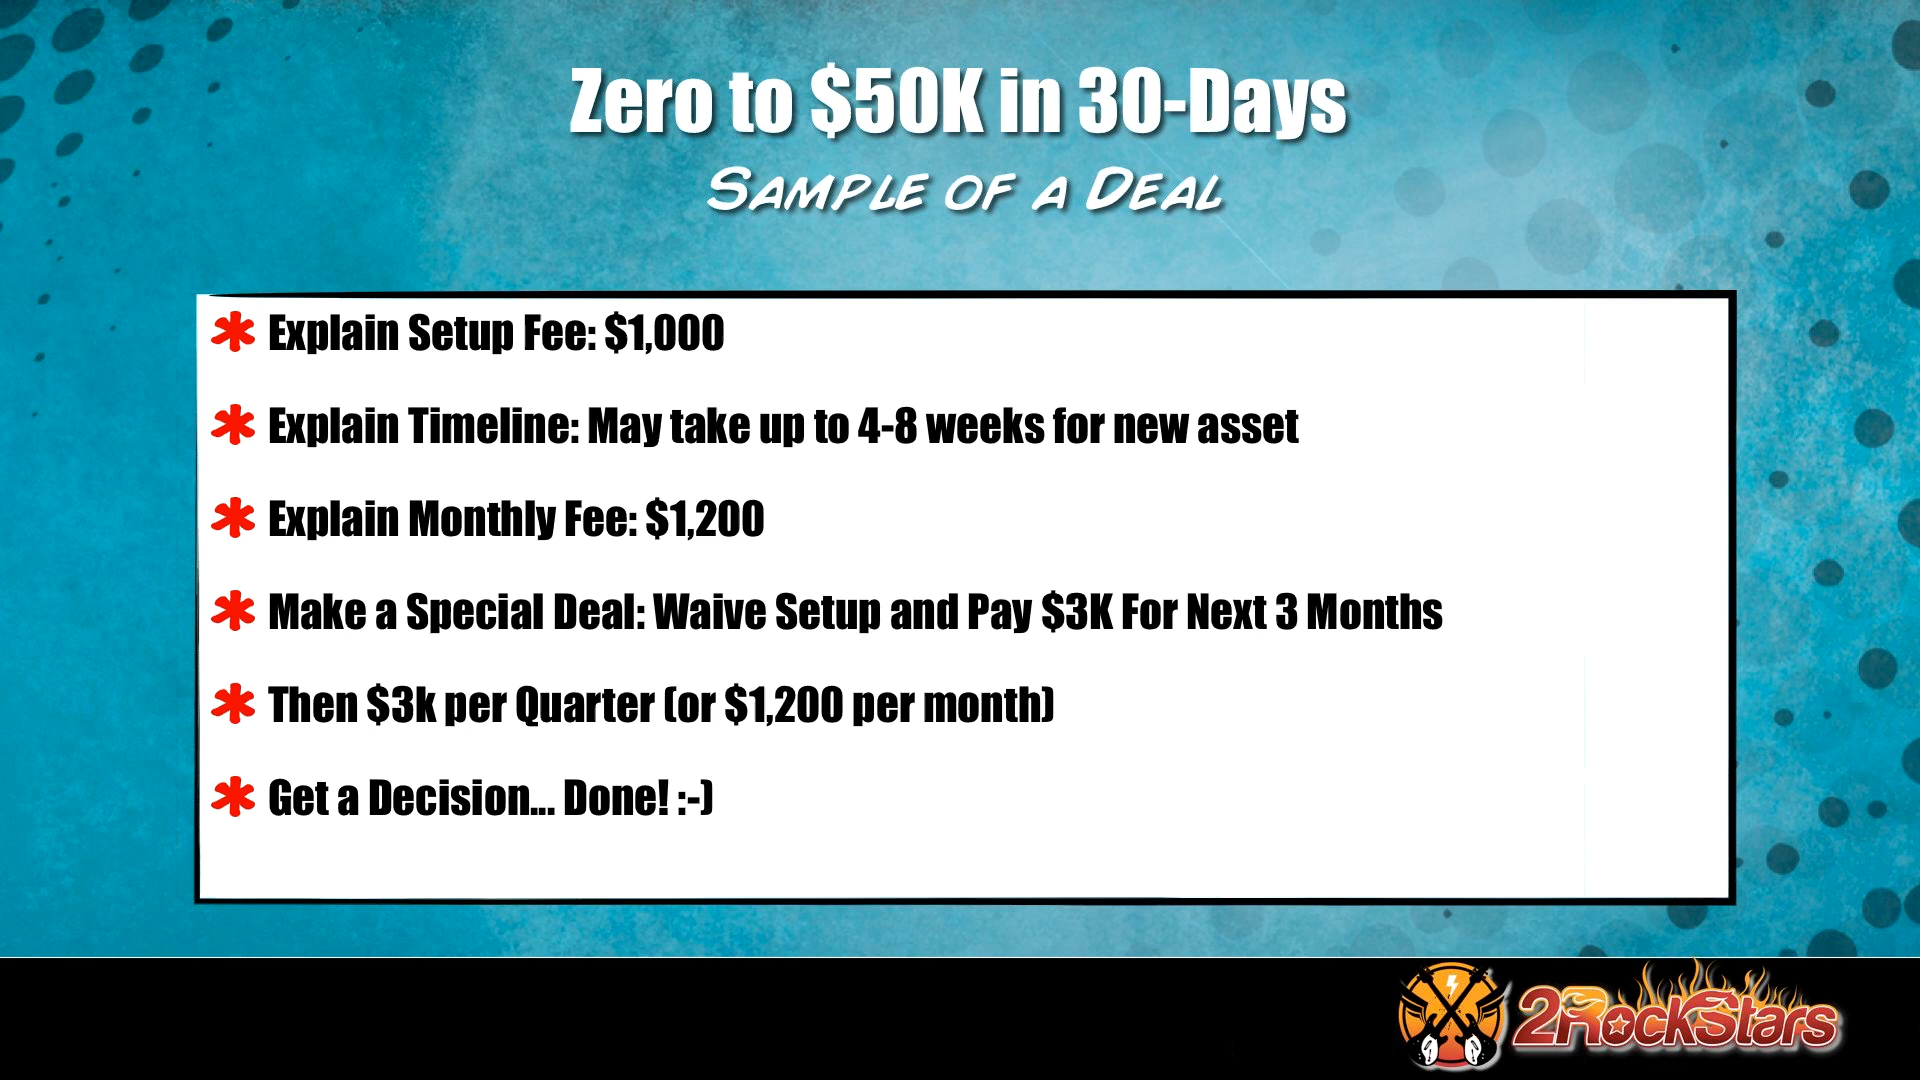 Zero to $50K in 30-Days
Sample of a Deal
Explain Setup Fee: $1,000
Explain Timeline: May take up to 4-8 weeks for new asset
Explain Monthly Fee: $1,200
Make a Special Deal: Waive Setup and Pay $3K For Next 3 Months
Then $3k per Quarter (or $1,200 per month)
Get a Decision... Done! :-)
2RockStars